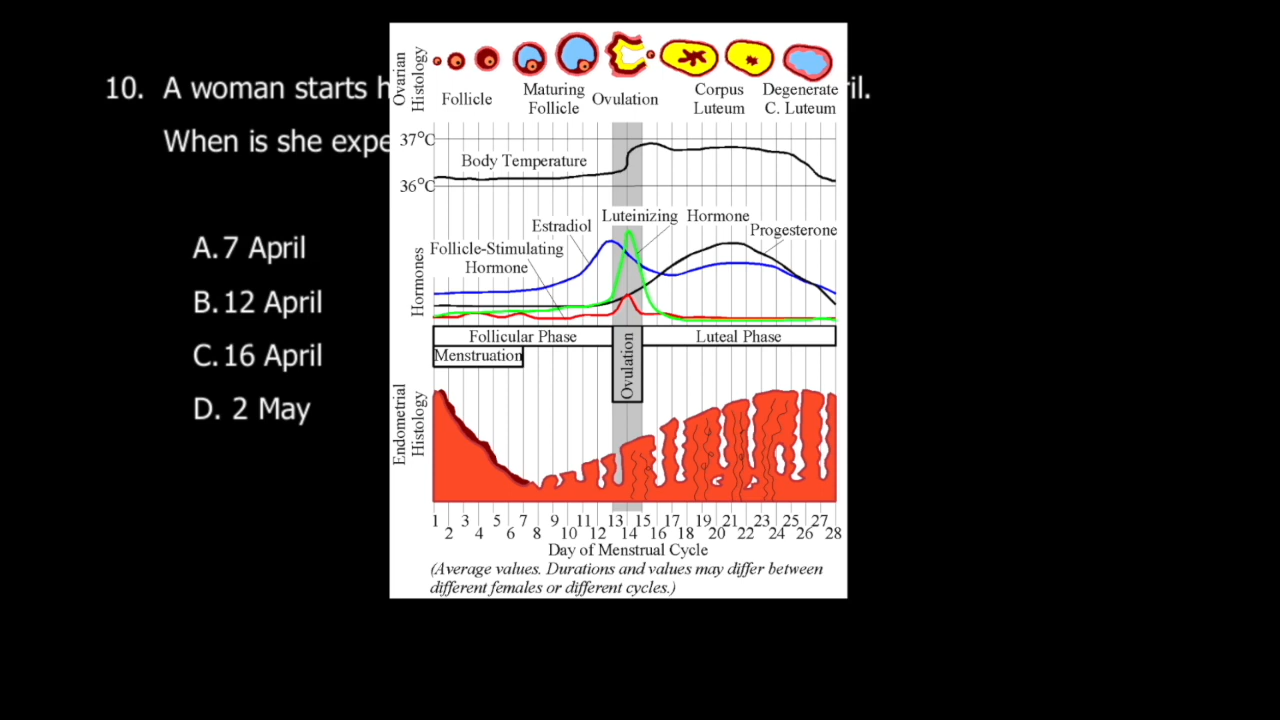 10. A woman starts h
ril.
When is she expe
A. 7 April
B. 12 April
C. 16 April
D. 2 May
Ovarian
Histology
Follicle
Maturing
Follicle
Ovulation
Corpus
Luteum
Degenerate
C. Luteum
37°C
Body Temperature
36°C
Hormones
Luteinizing Hormone
Estradiol
Progesterone
Follicle-Stimulating
Hormone
Follicular Phase
Luteal Phase
Menstruation
Ovulation
Endometrial
Histology
1 3 5 7 9 11 13 15 17 19 21 23 25 27
2 4 6 8 10 12 14 16 18 20 22 24 26 28
Day of Menstrual Cycle
(Average values. Durations and values may differ between
different females or different cycles.)